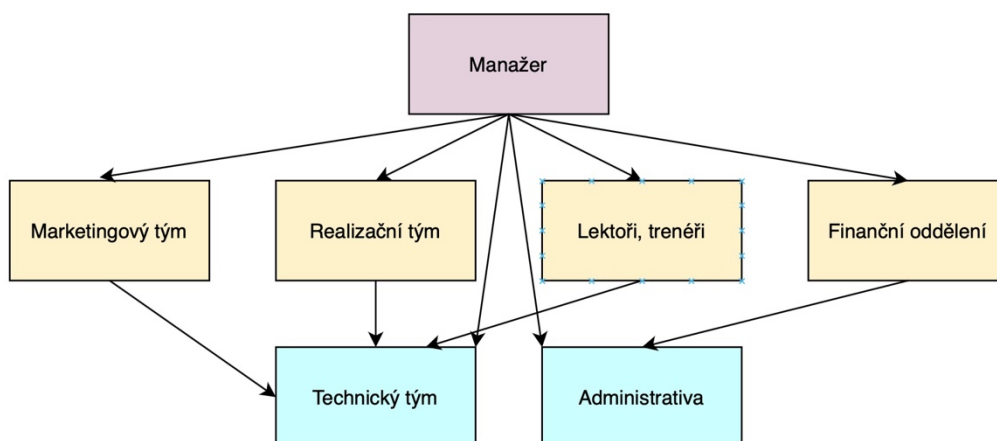 Manažer
Marketingový tým
Realizační tým
Lektoři, trenéři
Finanční oddělení
Technický tým
Administrativa